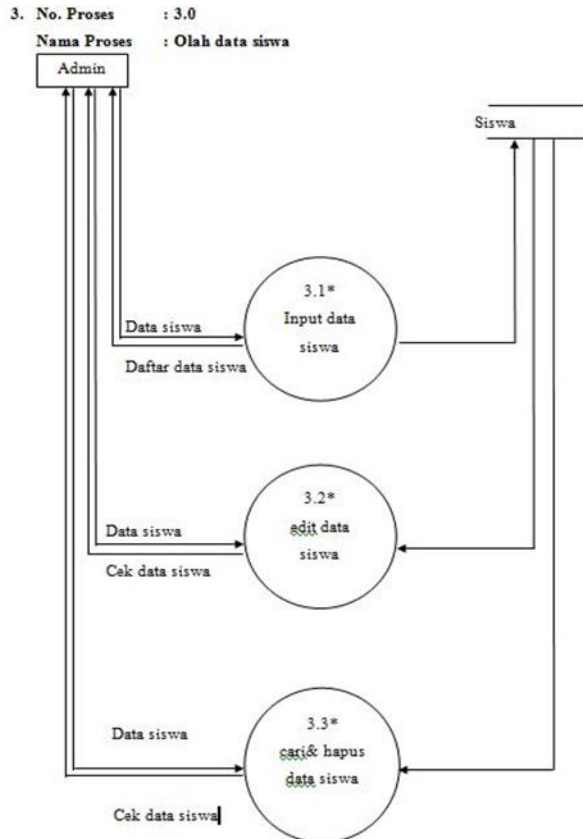 3. No. Proses : 3.0
Nama Proses : Olah data siswa
Admin
Siswa
3.1*
Input data
siswa
Data siswa
Daftar data siswa
3.2*
edit data
siswa
Data siswa
Cek data siswa
3.3*
cari& hapus
data siswa
Data siswa
Cek data siswa